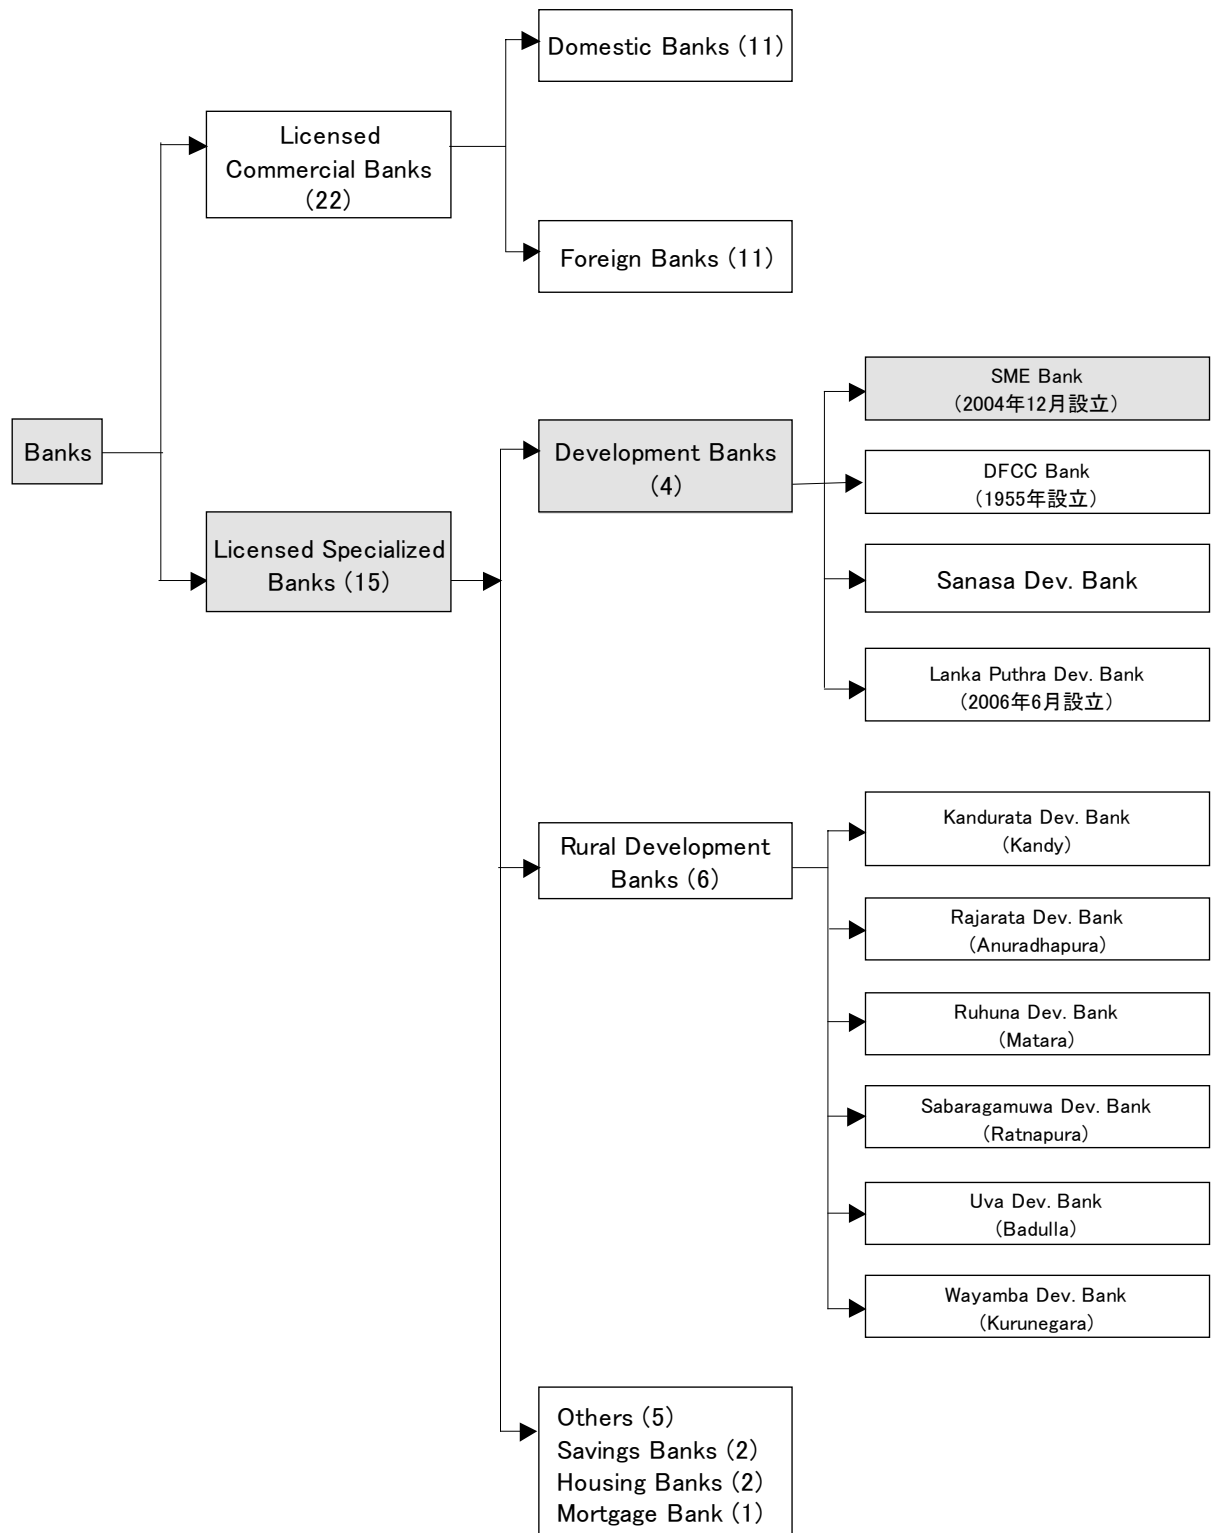 Domestic Banks (11)
Licensed
Commercial Banks
(22)
Foreign Banks (11)
SME Bank
(2004年12月設立)
Banks
Development Banks
(4)
DFCC Bank
(1955年設立)
Licensed Specialized
Banks (15)
Sanasa Dev. Bank
Lanka Puthra Dev. Bank
(2006年6月設立)
Rural Development
Banks (6)
Kandurata Dev. Bank
(Kandy)
Rajarata Dev. Bank
(Anuradhapura)
Ruhuna Dev. Bank
(Matara)
Sabaragamuwa Dev. Bank
(Ratnapura)
Uva Dev. Bank
(Badulla)
Wayamba Dev. Bank
(Kurunegara)
Others (5)
Savings Banks (2)
Housing Banks (2)
Mortgage Bank (1)